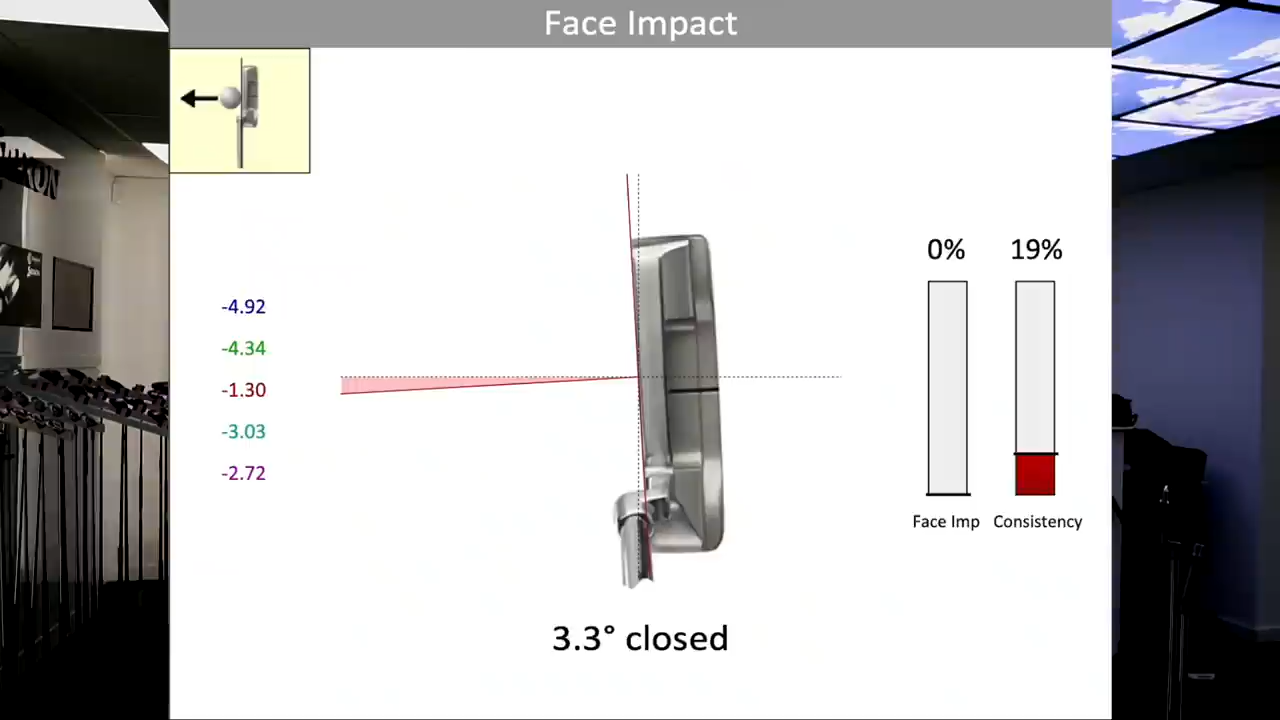 Face Impact
-4.92
-4.34
-1.30
-3.03
-2.72
0%
19%
Face Imp
Consistency
3.3° closed